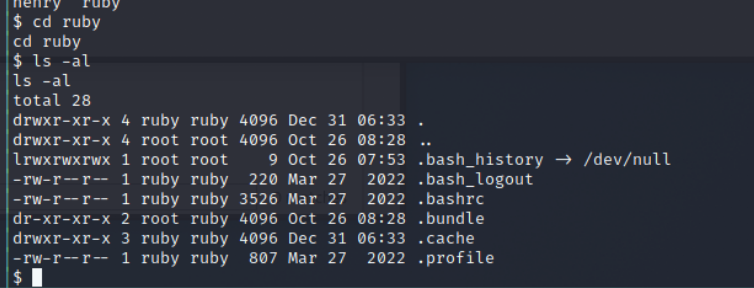 henry ruby
$ cd ruby
cd ruby
$ ls -al
ls -al
total 28
drwxr-xr-x 4 ruby ruby 4096 Dec 31 06:33 .
drwxr-xr-x 4 root root 4096 Oct 26 08:28 ..
lrwxrwxrwx 1 root root    9 Oct 26 07:53 .bash_history → /dev/null
-rw-r--r-- 1 ruby ruby  220 Mar 27  2022 .bash_logout
-rw-r--r-- 1 ruby ruby 3526 Mar 27  2022 .bashrc
dr-xr-xr-x 2 root ruby 4096 Oct 26 08:28 .bundle
drwxr-xr-x 3 ruby ruby 4096 Dec 31 06:33 .cache
-rw-r--r-- 1 ruby ruby  807 Mar 27  2022 .profile
$